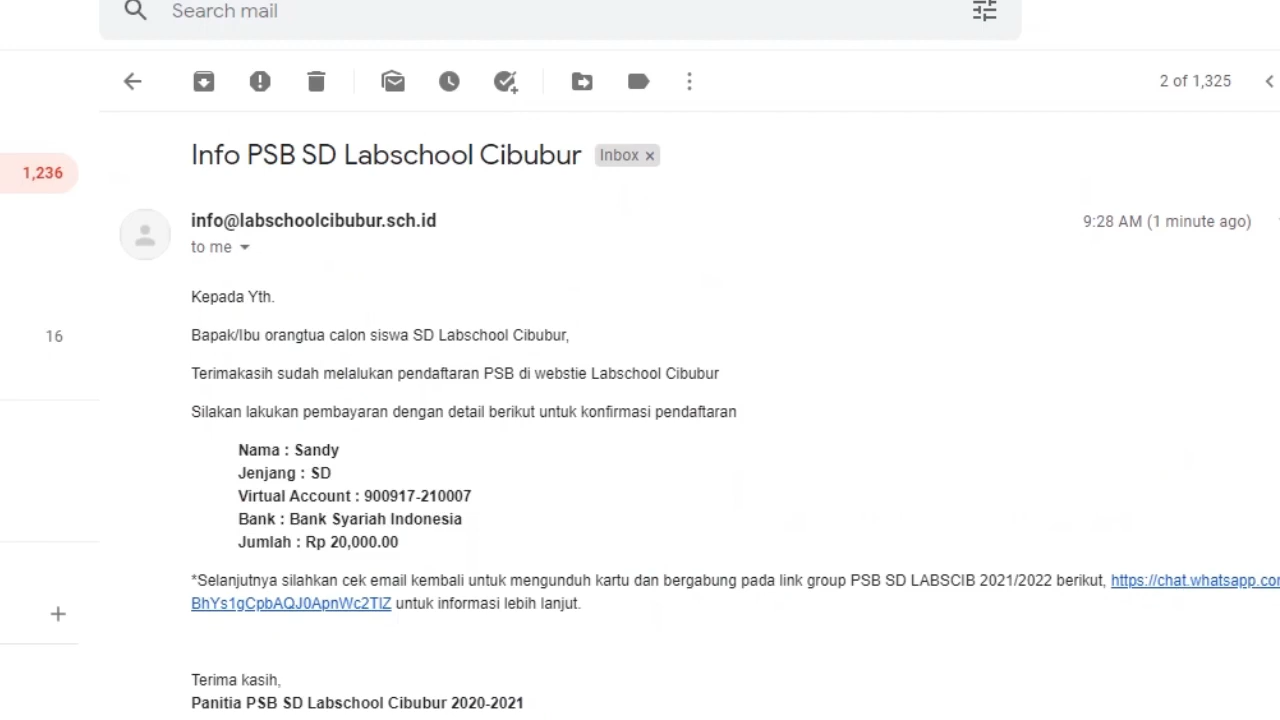 Search mail
2 of 1,325
Info PSB SD Labschool Cibubur Inbox ×
1,236
info@labschoolcibubur.sch.id
9:28 AM (1 minute ago)
to me
Kepada Yth.
16
Bapak/Ibu orangtua calon siswa SD Labschool Cibubur,
Terimakasih sudah melalukan pendaftaran PSB di webstie Labschool Cibubur
Silakan lakukan pembayaran dengan detail berikut untuk konfirmasi pendaftaran
Nama : Sandy
Jenjang : SD
Virtual Account : 900917-210007
Bank : Bank Syariah Indonesia
Jumlah : Rp 20,000.00
*Selanjutnya silahkan cek email kembali untuk mengunduh kartu dan bergabung pada link group PSB SD LABSCIB 2021/2022 berikut, https://chat.whatsapp.co
BhYs1gCpbAQJ0ApnWc2TlZ untuk informasi lebih lanjut.
Terima kasih,
Panitia PSB SD Labschool Cibubur 2020-2021